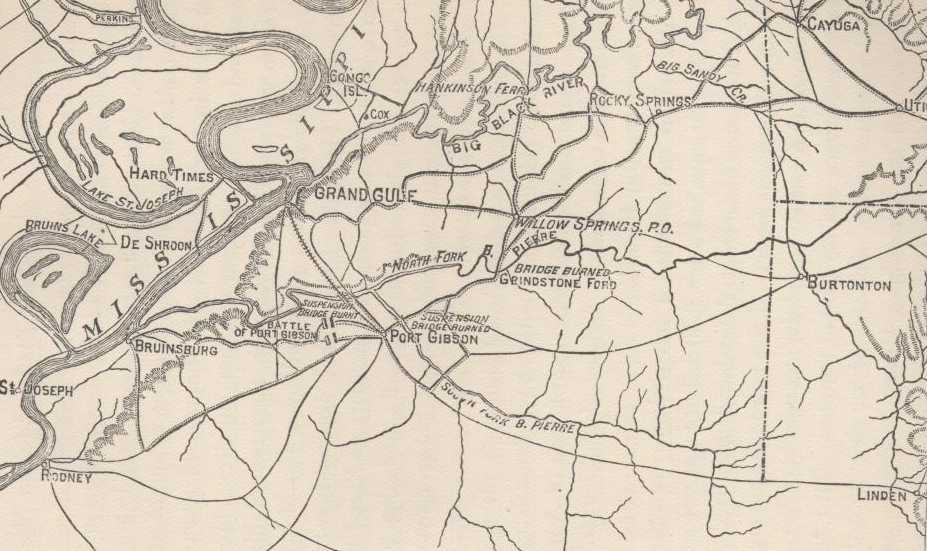 PERKINS
CAYUGA
CONGO
ISL.
HANKINSON FERRY
BIG SANDY
CR.
COX
BIG BLACK RIVER
ROCKY SPRINGS
UTI
HARD TIMES
LAKE ST. JOSEPH
GRAND GULF
MISSISSIPPI
BRUINS LAKE
DE SHROON
WILLOW SPRINGS, P.O.
NORTH FORK B. PIERRE
BRIDGE BURNED
GRINDSTONE FORD
BURTONTON
SUSPENSION
BRIDGE BURNT
SUSPENSION
BRIDGE BURNED
BATTLE
OF PORT GIBSON
PORT GIBSON
BRUINSBURG
ST. JOSEPH
SOUTH FORK B. PIERRE
RODNEY
LINDEN